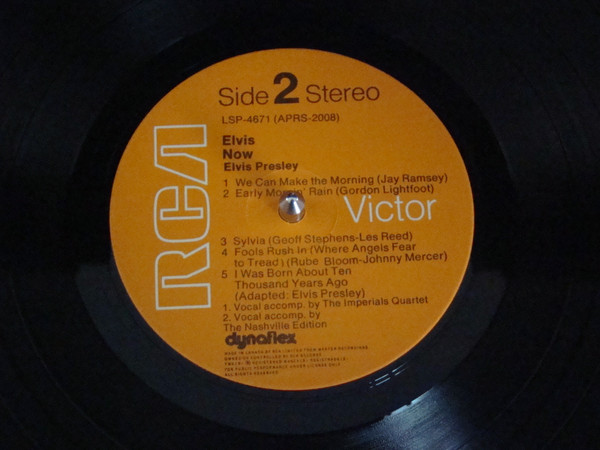 Side 2 Stereo
LSP-4671 (APRS-2008)
Elvis
Now
Elvis Presley
1 We Can Make the Morning (Jay Ramsey)
2 Early Mornin' Rain (Gordon Lightfoot)
RCA Victor
3 Sylvia (Geoff Stephens-Les Reed)
4 Fools Rush In (Where Angels Fear
to Tread) (Rube Bloom-Johnny Mercer)
5 I Was Born About Ten
Thousand Years Ago
(Adapted: Elvis Presley)
1. Vocal accomp. by The Imperials Quartet
2. Vocal accomp. by
The Nashville Edition
dynaflex
ALL RIGHTS RESERVED